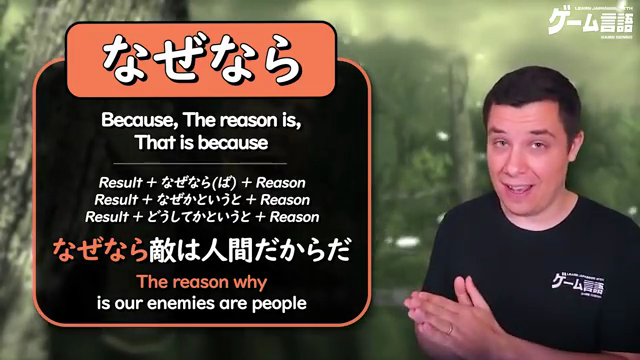 なぜなら
Because, The reason is,
That is because
Result + なぜなら(ば) + Reason
Result + なぜかというと + Reason
Result + どうしてかというと + Reason
なぜなら敵は人間だからだ
The reason why
is our enemies are people
LEARN JAPANESE WITH
ゲーム言語
GAME GENGO
LEARN JAPANESE WITH
ゲーム言語
GAME GENGO